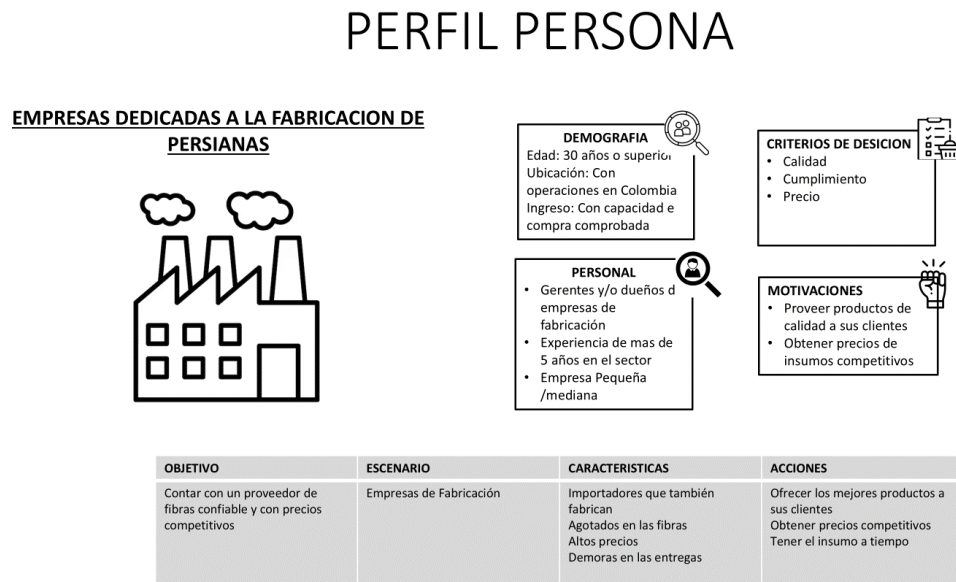 PERFIL PERSONA
EMPRESAS DEDICADAS A LA FABRICACION DE
PERSIANAS
DEMOGRAFIA
Edad: 30 años o superior
Ubicación: Con
operaciones en Colombia
Ingreso: Con capacidad e
compra comprobada
CRITERIOS DE DESICION
• Calidad
• Cumplimiento
• Precio
PERSONAL
• Gerentes y/o dueños d
empresas de
fabricación
• Experiencia de mas de
5 años en el sector
• Empresa Pequeña
/mediana
MOTIVACIONES
• Proveer productos de
calidad a sus clientes
• Obtener precios de
insumos competitivos
OBJETIVO
Contar con un proveedor de
fibras confiable y con precios
competitivos
ESCENARIO
Empresas de Fabricación
CARACTERISTICAS
Importadores que también
fabrican
Agotados en las fibras
Altos precios
Demoras en las entregas
ACCIONES
Ofrecer los mejores productos a
sus clientes
Obtener precios competitivos
Tener el insumo a tiempo